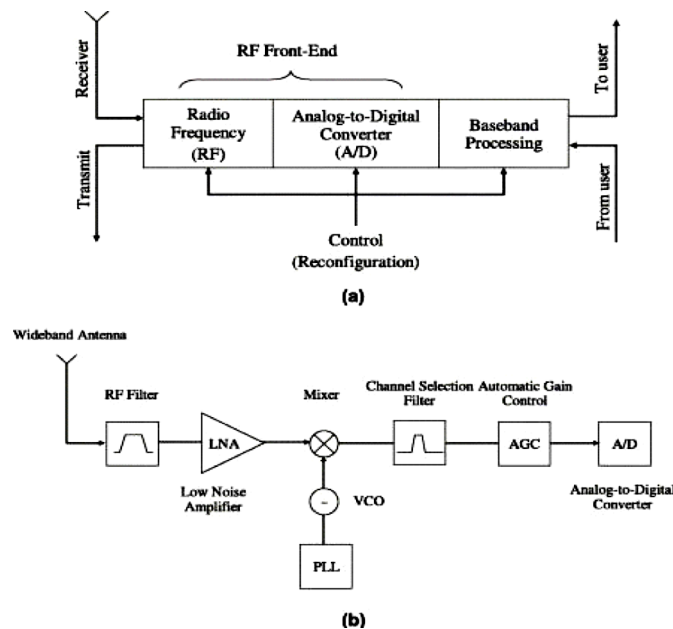 RF Front-End
Receiver
Transmit
Radio
Frequency
(RF)
Analog-to-Digital
Converter
(A/D)
Baseband
Processing
To user
From user
Control
(Reconfiguration)
(a)
Wideband Antenna
RF Filter
LNA
Low Noise
Amplifier
Mixer
~
VCO
PLL
Channel Selection
Filter
Automatic Gain
Control
AGC
A/D
Analog-to-Digital
Converter
(b)